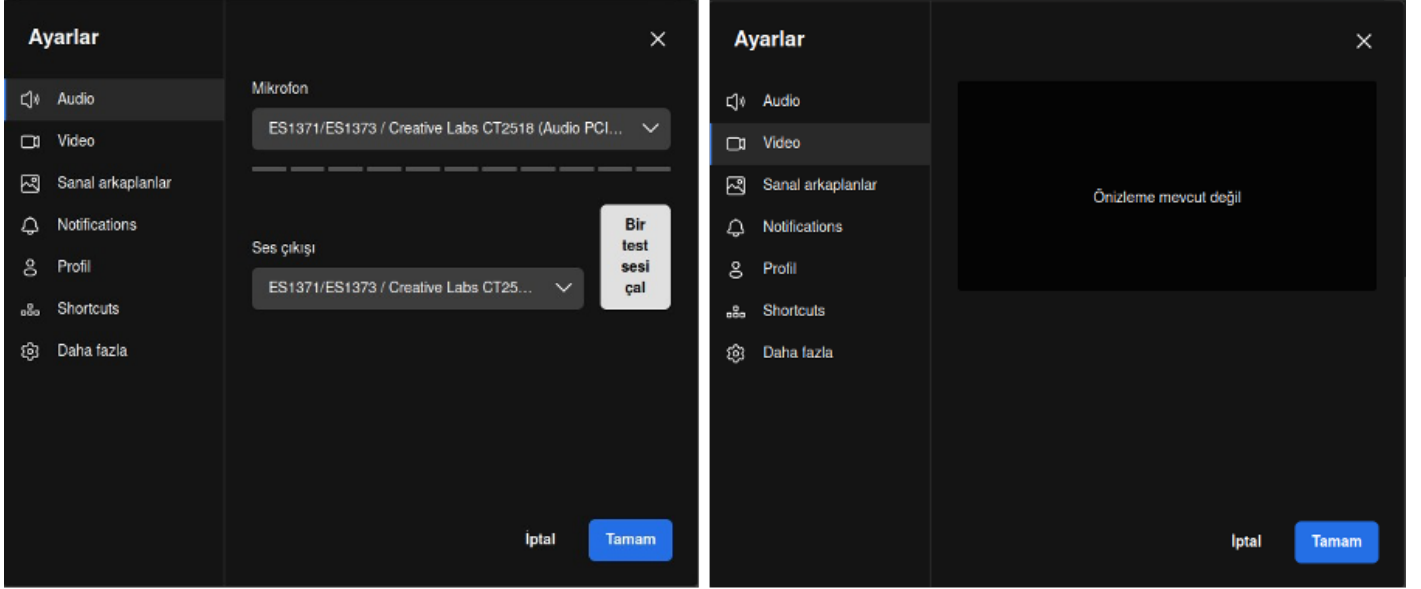 Ayarlar
Audio
Video
Sanal arkaplanlar
Notifications
Profil
Shortcuts
Daha fazla
Mikrofon
ES1371/ES1373 / Creative Labs CT2518 (Audio PCI...
Ses çıkışı
ES1371/ES1373 / Creative Labs CT25...
Bir
test
sesi
çal
İptal
Tamam
Ayarlar
Audio
Video
Sanal arkaplanlar
Notifications
Profil
Shortcuts
Daha fazla
Önizleme mevcut değil
İptal
Tamam